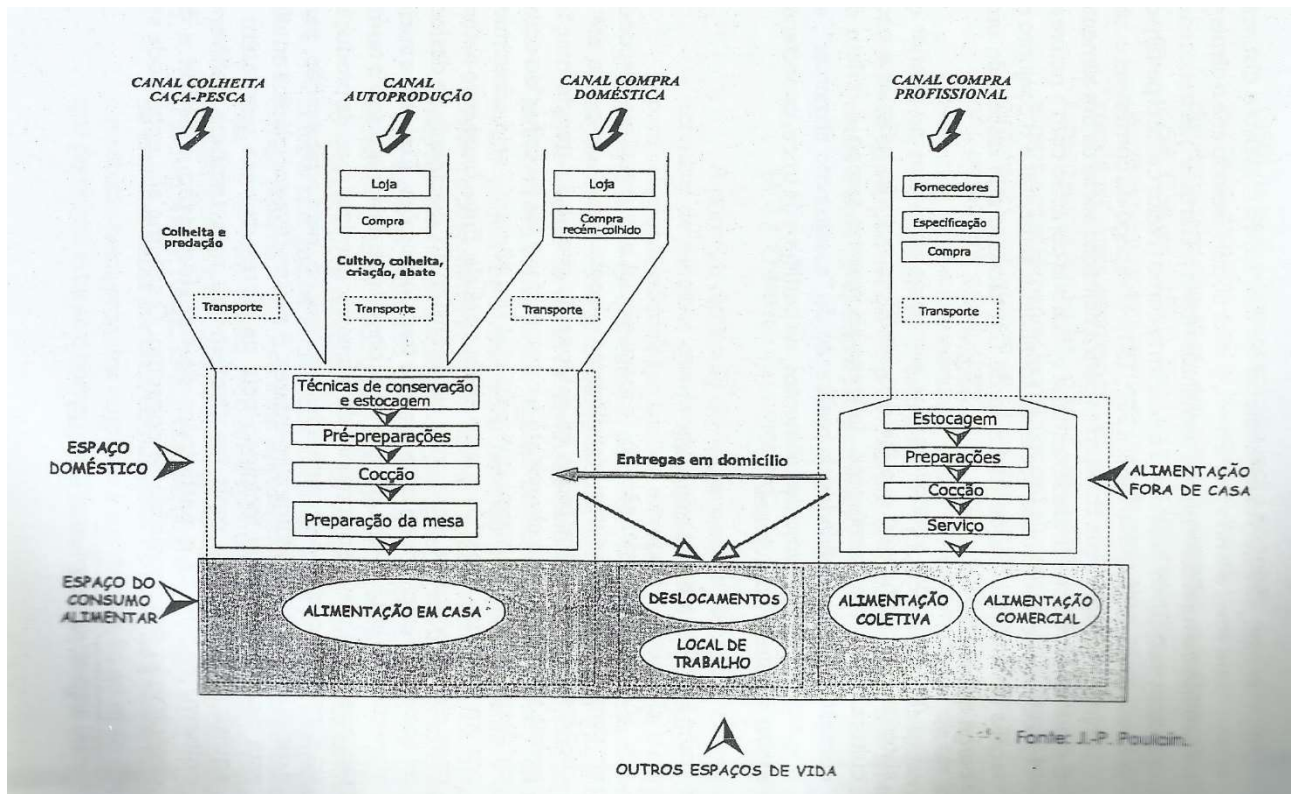 CANAL COLHEITA
CAÇA-PESCA
CANAL
AUTOPRODUÇÃO
CANAL COMPRA
DOMÉSTICA
CANAL COMPRA
PROFISSIONAL
Loja
Compra
Cultivo, colheita,
criação, abate
Transporte
Colheita e
predação
Transporte
Loja
Compra
recém-colhido
Transporte
Fornecedores
Especificação
Compra
Transporte
ESPAÇO
DOMÉSTICO
Técnicas de conservação
e estocagem
Pré-preparações
Cocção
Preparação da mesa
Entregas em domicílio
Estocagem
Preparações
Cocção
Serviço
ALIMENTAÇÃO
FORA DE CASA
ESPAÇO DO
CONSUMO
ALIMENTAR
ALIMENTAÇÃO EM CASA
DESLOCAMENTOS
LOCAL DE
TRABALHO
ALIMENTAÇÃO
COLETIVA
ALIMENTAÇÃO
COMERCIAL
Fonte: J.-P. Poulain.
OUTROS ESPAÇOS DE VIDA